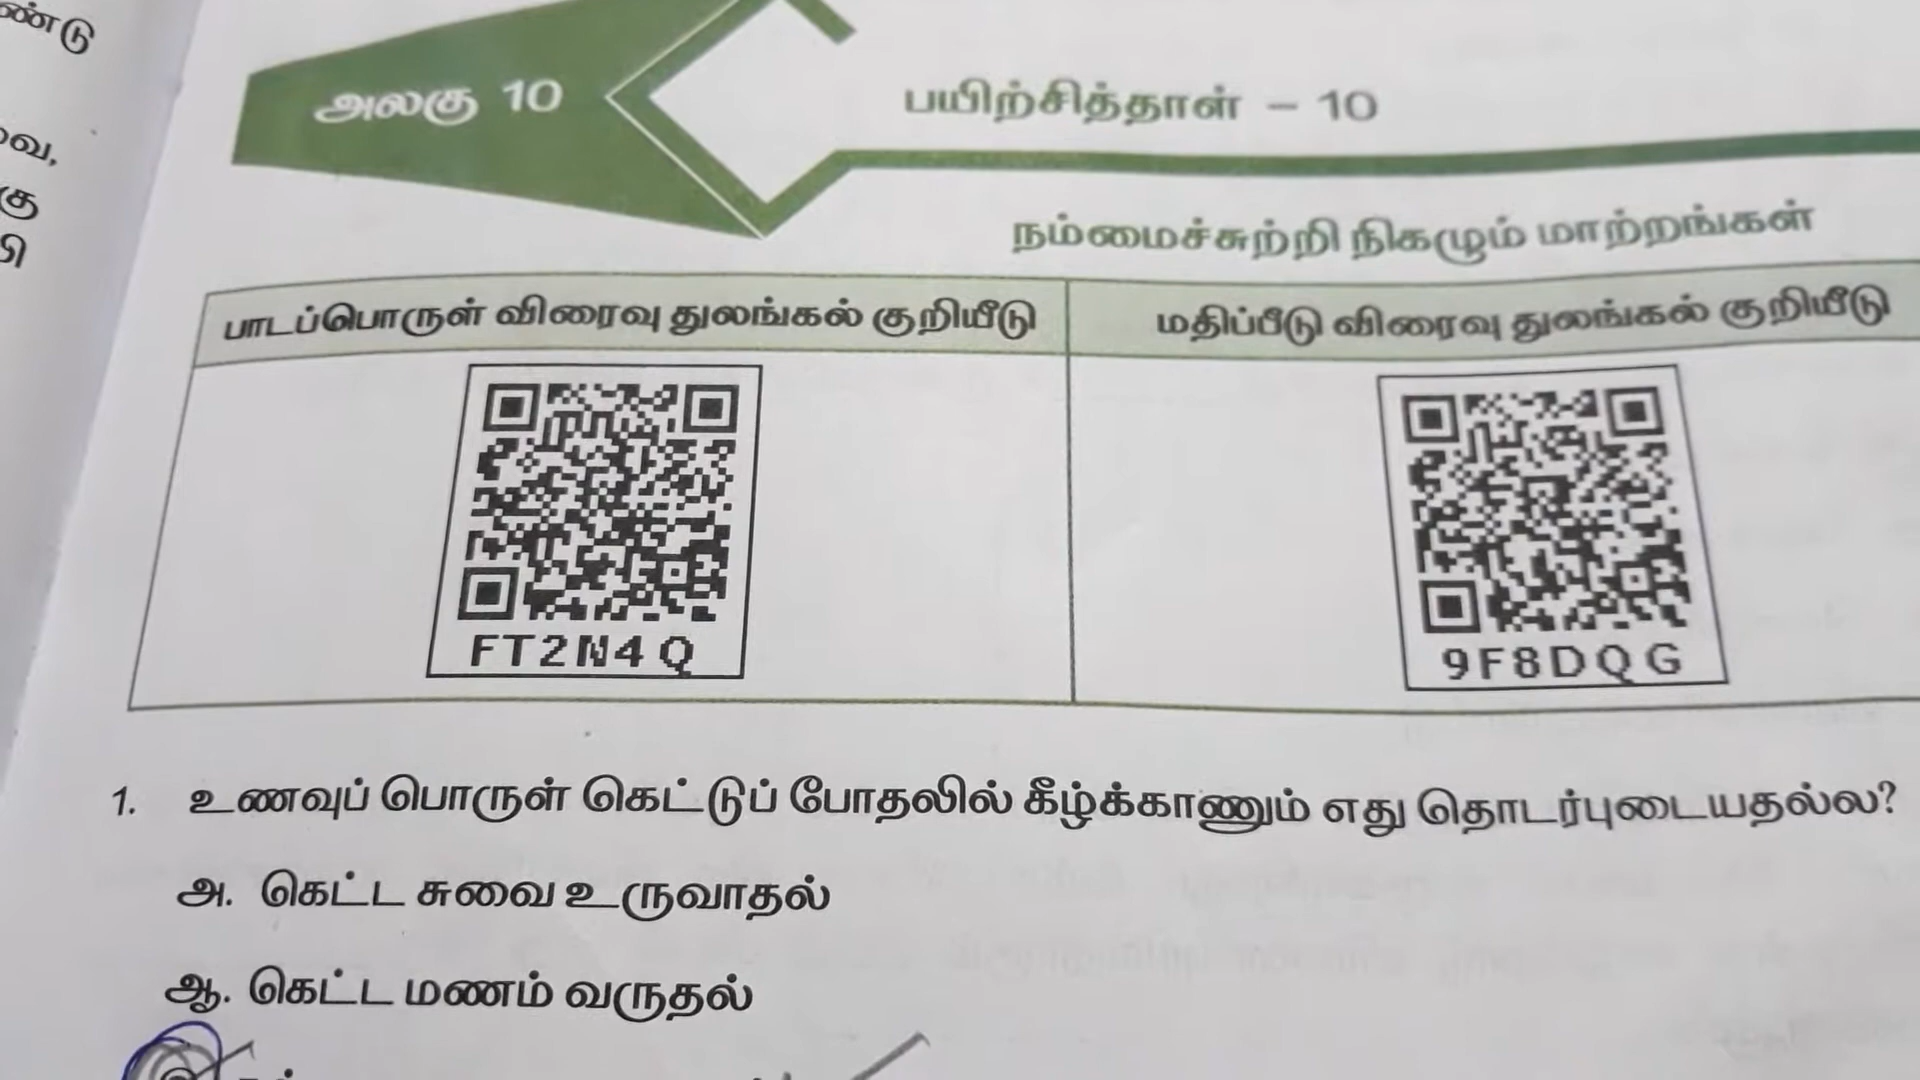 ண்டு
வை,
கு
பி
அலகு 10
பயிற்சித்தாள் – 10
நம்மைச்சுற்றி நிகழும் மாற்றங்கள்
பாடப்பொருள் விரைவு துலங்கல் குறியீடு
மதிப்பீடு விரைவு துலங்கல் குறியீடு
FT2N4Q
9F8DQG
1. உணவுப் பொருள் கெட்டுப் போதலில் கீழ்க்காணும் எது தொடர்புடையதல்ல?
அ. கெட்ட சுவை உருவாதல்
ஆ. கெட்ட மணம் வருதல்